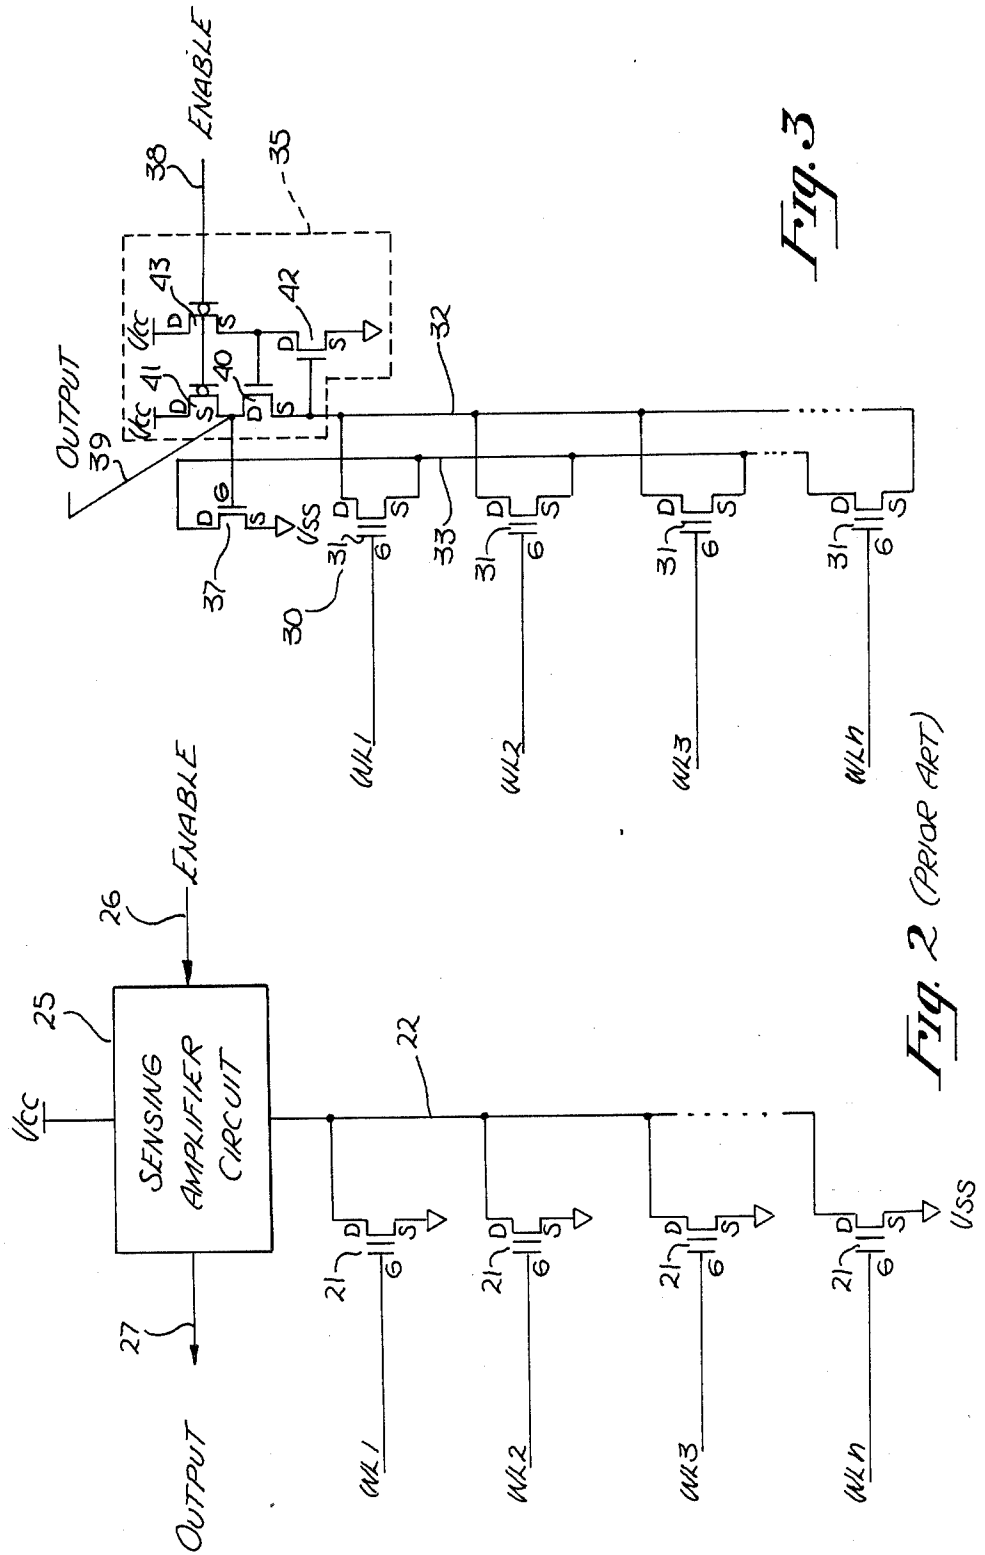 OUTPUT
27
VCC
25
SENSING
AMPLIFIER
CIRCUIT
26
ENABLE
22
WL1
21
D
G
S
WL2
21
D
G
S
WL3
21
D
G
S
WLn
21
D
G
S
VSS
Fig. 2 (PRIOR ART)
OUTPUT
39
VCC
VCC
41
D
S
43
D
S
38
ENABLE
35
40
D
S
42
D
S
37
D
G
S
VSS
30
32
33
WL1
31
D
G
S
WL2
31
D
G
S
WL3
31
D
G
S
WLn
31
D
G
S
Fig. 3